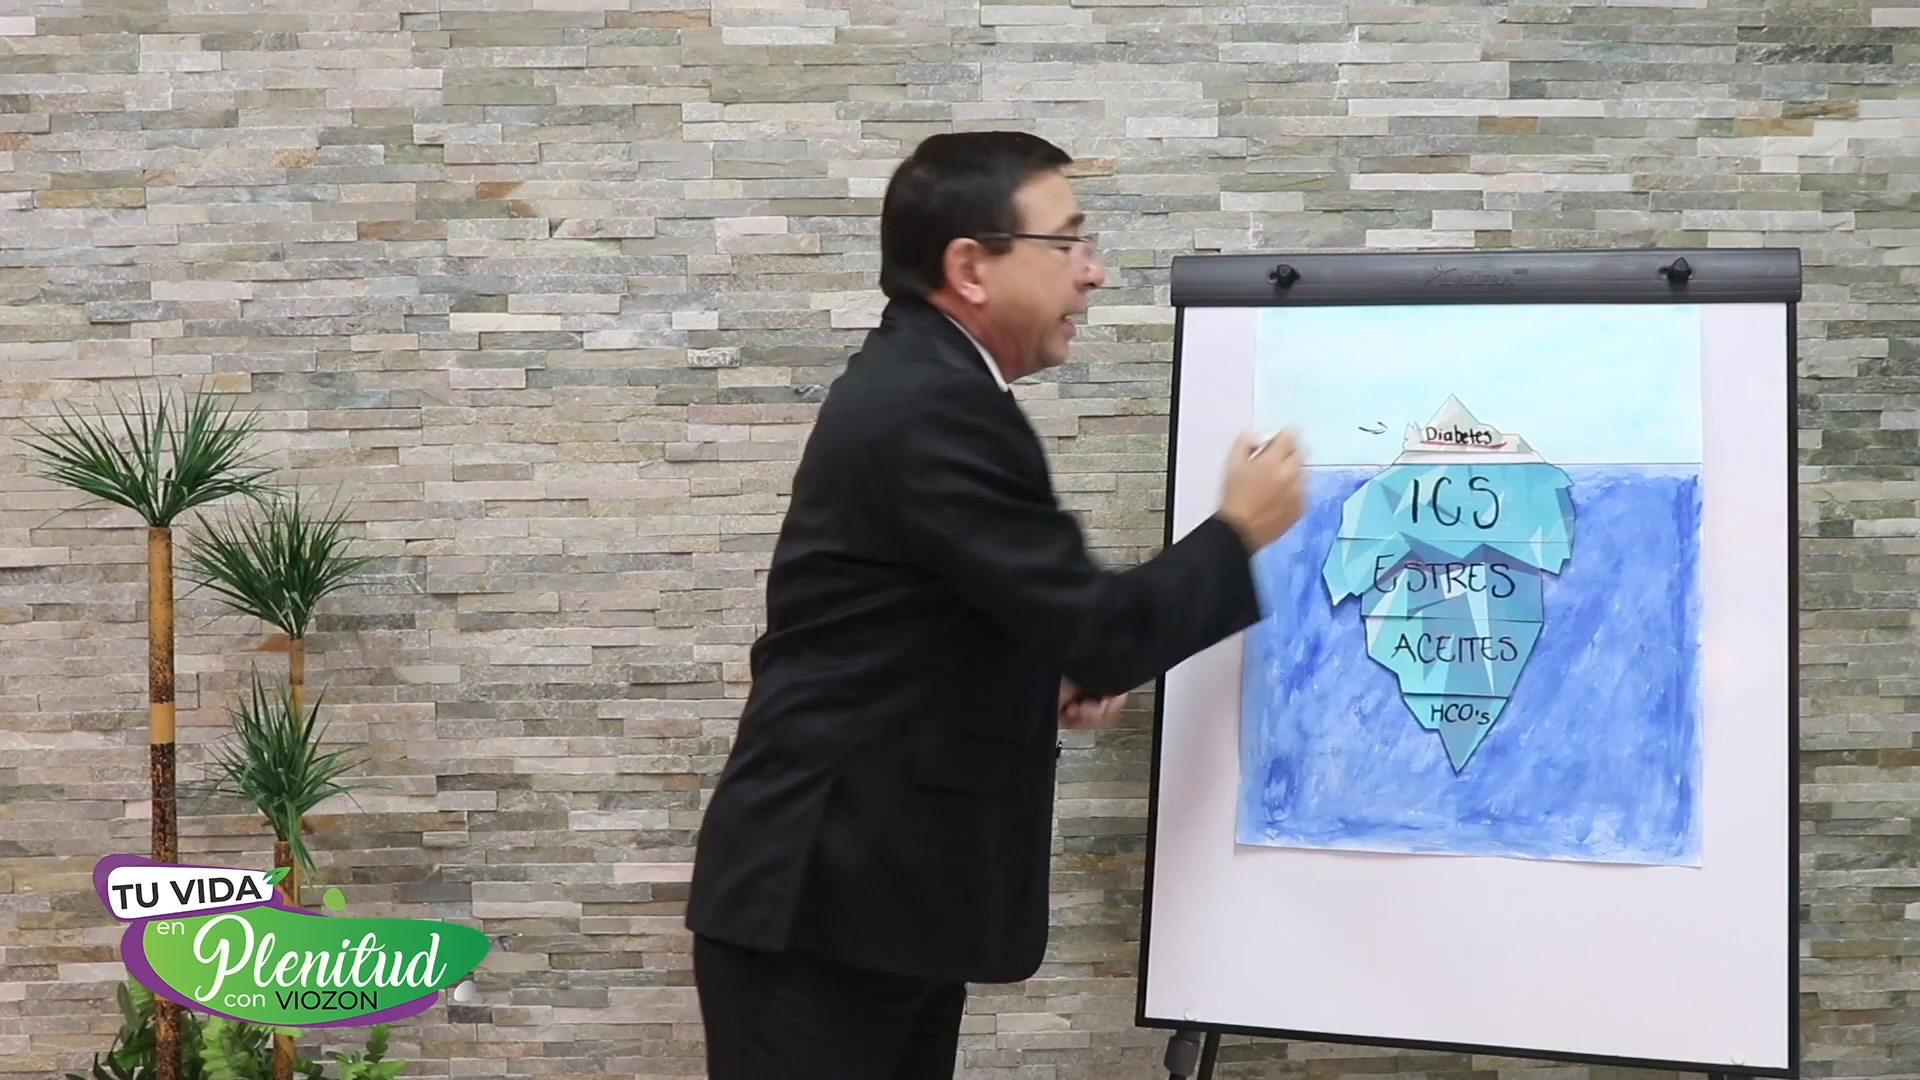 Diabetes
ICS
ESTRES
ACEITES
HCO's
TU VIDA
en
Plenitud
con VIOZON